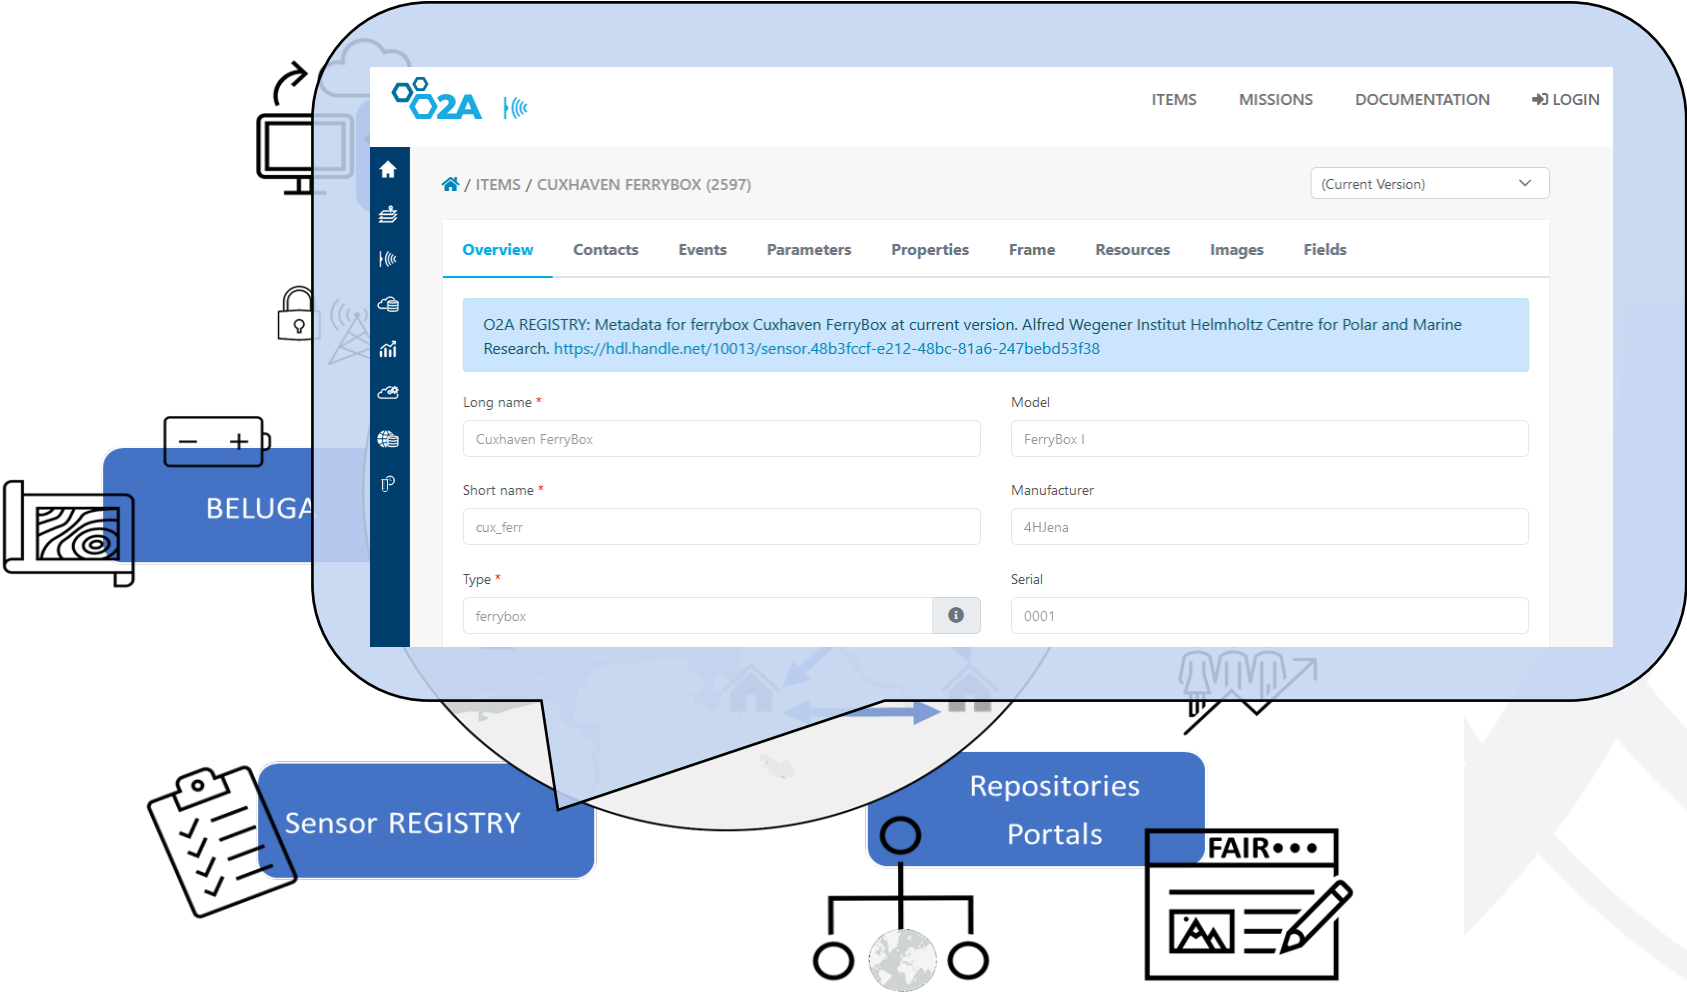 O2A
ITEMS MISSIONS DOCUMENTATION LOGIN
/ ITEMS / CUXHAVEN FERRYBOX (2597)
(Current Version)
Overview Contacts Events Parameters Properties Frame Resources Images Fields
O2A REGISTRY: Metadata for ferrybox Cuxhaven FerryBox at current version. Alfred Wegener Institut Helmholtz Centre for Polar and Marine
Research. https://hdl.handle.net/10013/sensor.48b3fccf-e212-48bc-81a6-247bebd53f38
Long name *
Cuxhaven FerryBox
Model
FerryBox I
Short name *
cux_ferr
Manufacturer
4HJena
Type *
ferrybox
Serial
0001
BELUGA
Sensor REGISTRY
Repositories
Portals
FAIR